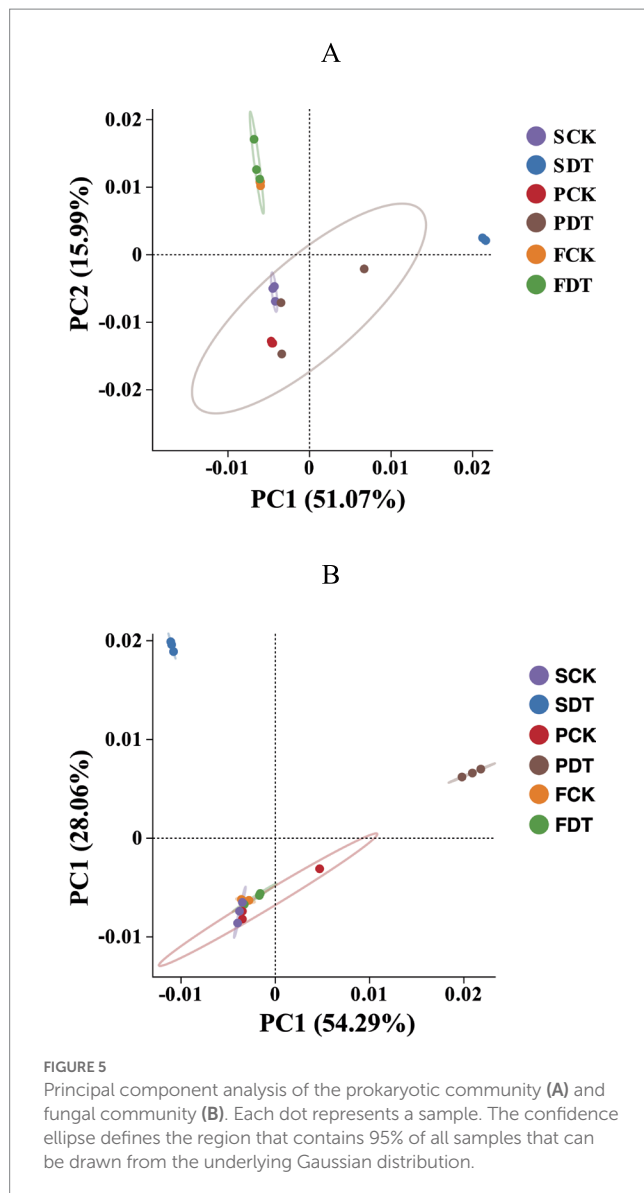 A
0.02
0.01
0
-0.01
-0.02
PC2 (15.99%)
-0.01
0
0.01
0.02
PC1 (51.07%)
SCK
SDT
PCK
PDT
FCK
FDT
B
0.02
0.01
0
-0.01
PC1 (28.06%)
-0.01
0
0.01
0.02
PC1 (54.29%)
SCK
SDT
PCK
PDT
FCK
FDT
FIGURE 5
Principal component analysis of the prokaryotic community (A) and
fungal community (B). Each dot represents a sample. The confidence
ellipse defines the region that contains 95% of all samples that can
be drawn from the underlying Gaussian distribution.